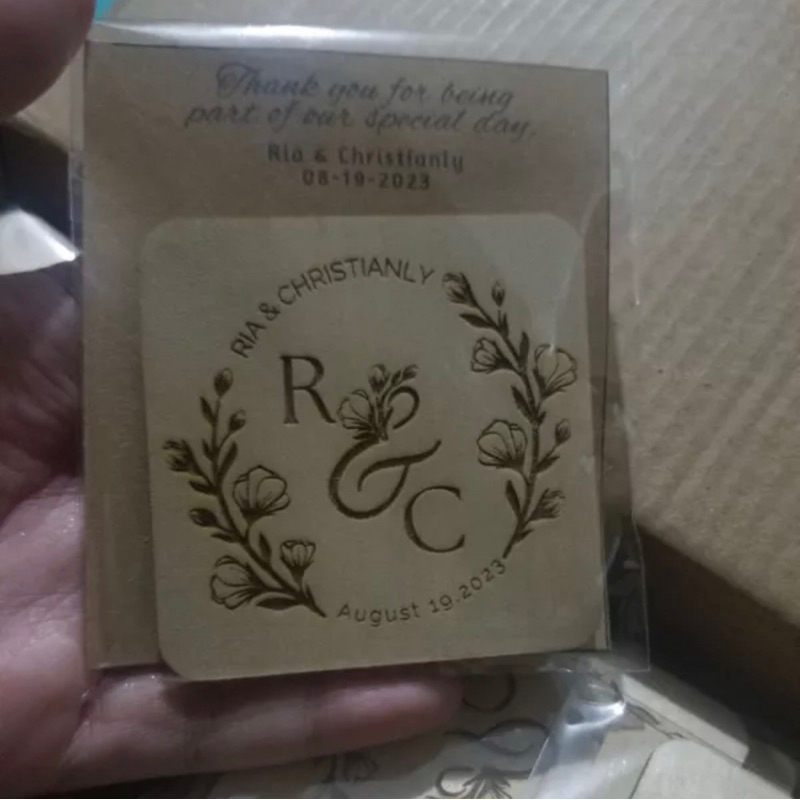 Thank you for being
part of our special day.
Ria & Christianly
08-19-2023
RIA & CHRISTIANLY
R
&
C
August 19.2023